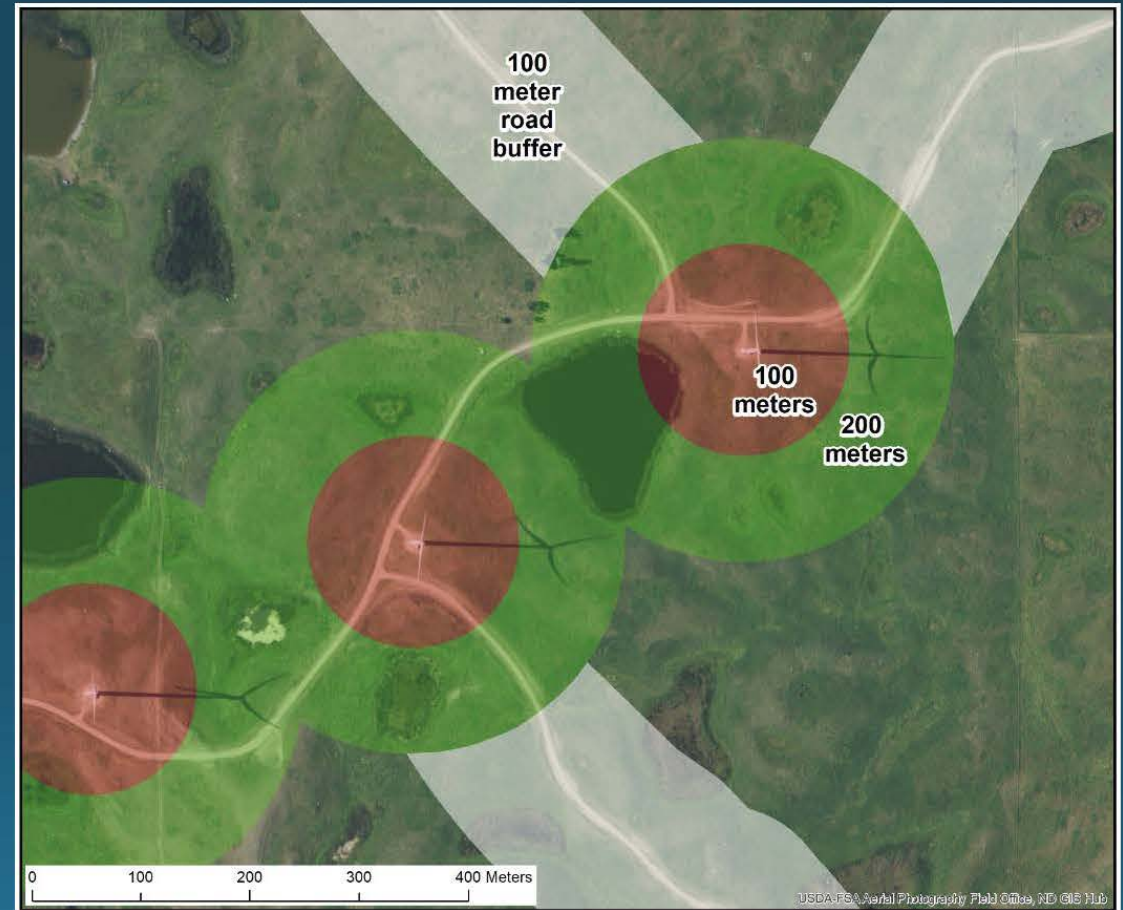 100
meter
road
buffer
100
meters
200
meters
0 100 200 300 400 Meters
USDA-FSA Aerial Photography Field Office, ND GIS Hub